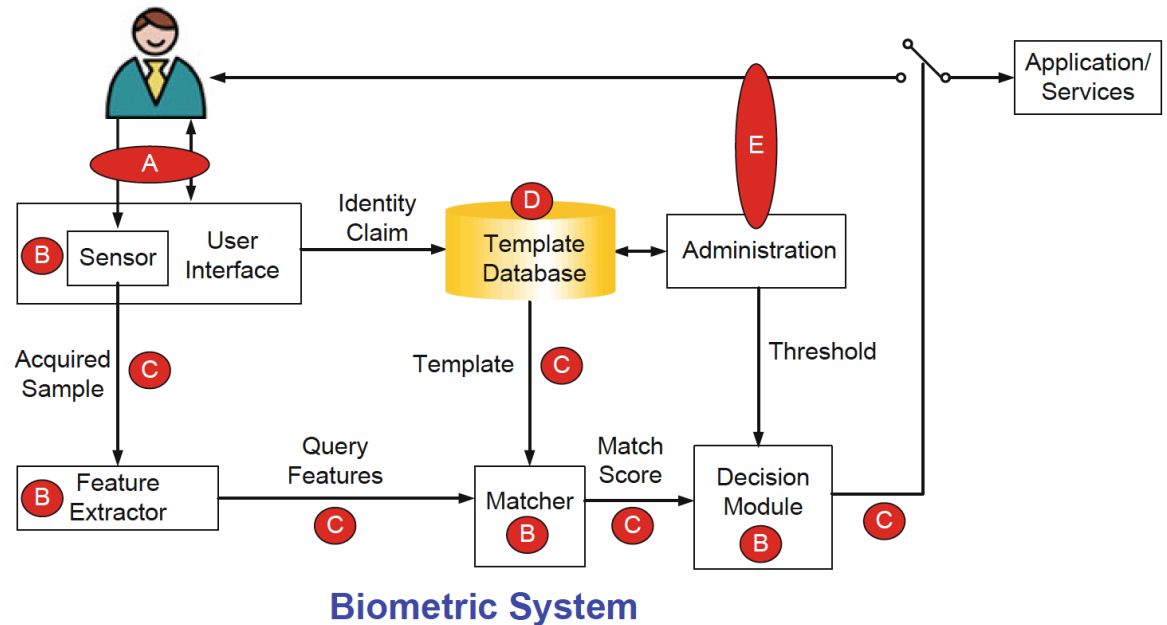 Application/
Services
A
E
Identity
Claim
D
B
Sensor
User
Interface
Template
Database
Administration
Acquired
Sample
C
Template
C
Threshold
Query
Features
Match
Score
B
Feature
Extractor
C
Matcher
B
C
Decision
Module
B
C
Biometric System